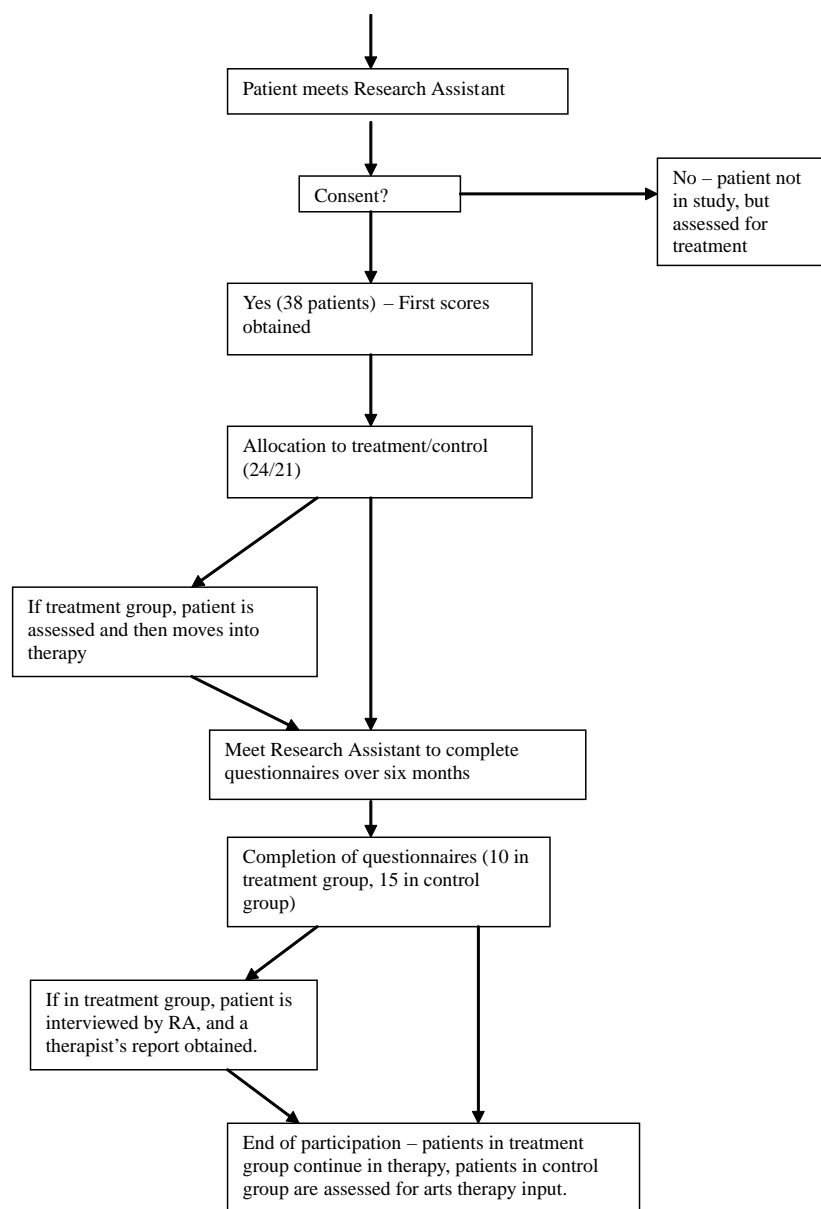 Patient meets Research Assistant
Consent?
No – patient not
in study, but
assessed for
treatment
Yes (38 patients) – First scores
obtained
Allocation to treatment/control
(24/21)
If treatment group, patient is
assessed and then moves into
therapy
Meet Research Assistant to complete
questionnaires over six months
Completion of questionnaires (10 in
treatment group, 15 in control
group)
If in treatment group, patient is
interviewed by RA, and a
therapist’s report obtained.
End of participation – patients in treatment
group continue in therapy, patients in control
group are assessed for arts therapy input.